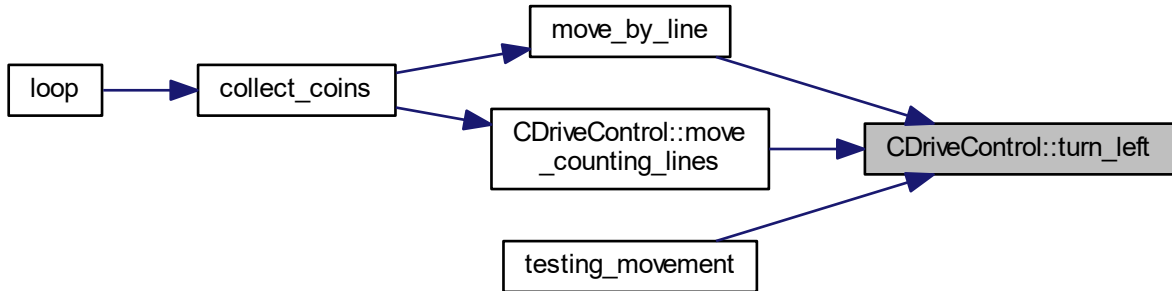 loop
collect_coins
move_by_line
CDriveControl::move
_counting_lines
testing_movement
CDriveControl::turn_left